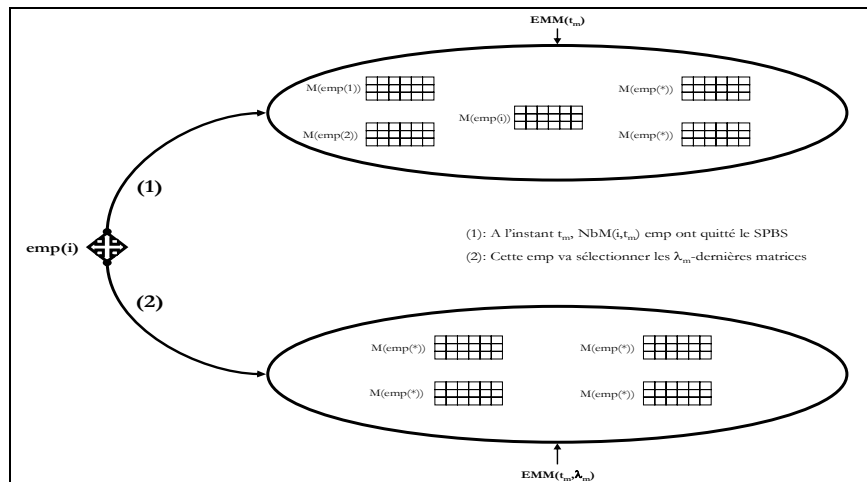 EMM(tm)
M(emp(1))
M(emp(*))
M(emp(i))
M(emp(2))
M(emp(*))
(1)
emp(i)
(1): A l'instant tm, NbM(i,tm) emp ont quitté le SPBS
(2): Cette emp va sélectionner les λm-dernières matrices
(2)
M(emp(*))
M(emp(*))
M(emp(*))
M(emp(*))
EMM(tm,λm)